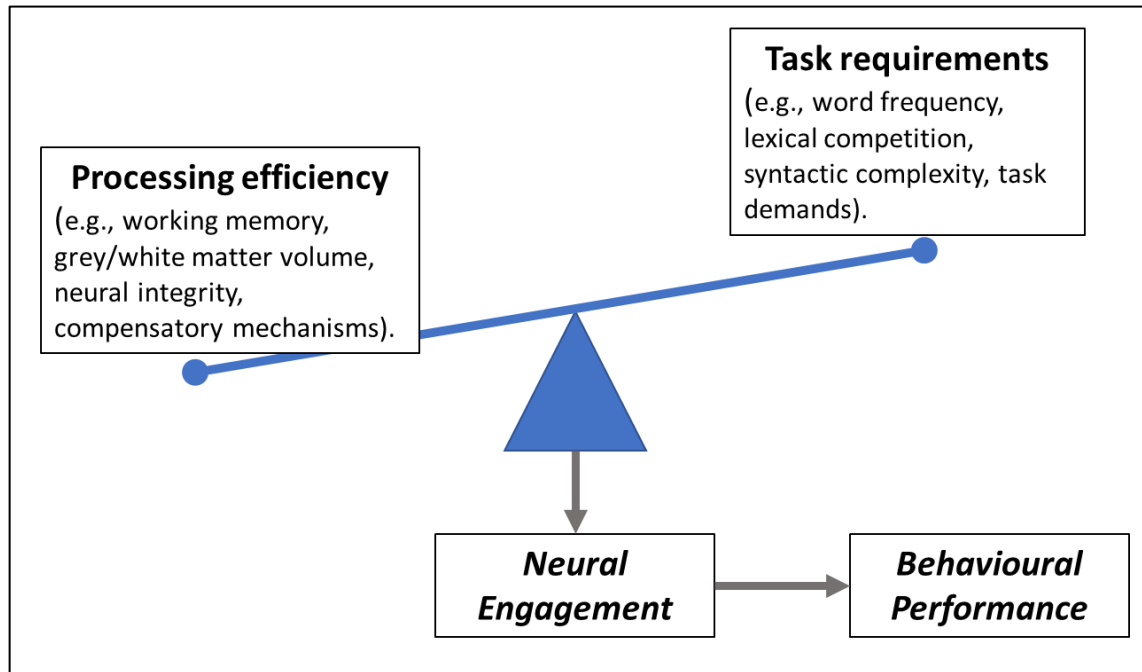 Task requirements
(e.g., word frequency,
lexical competition,
syntactic complexity, task
demands).
Processing efficiency
(e.g., working memory,
grey/white matter volume,
neural integrity,
compensatory mechanisms).
Neural
Engagement
Behavioural
Performance